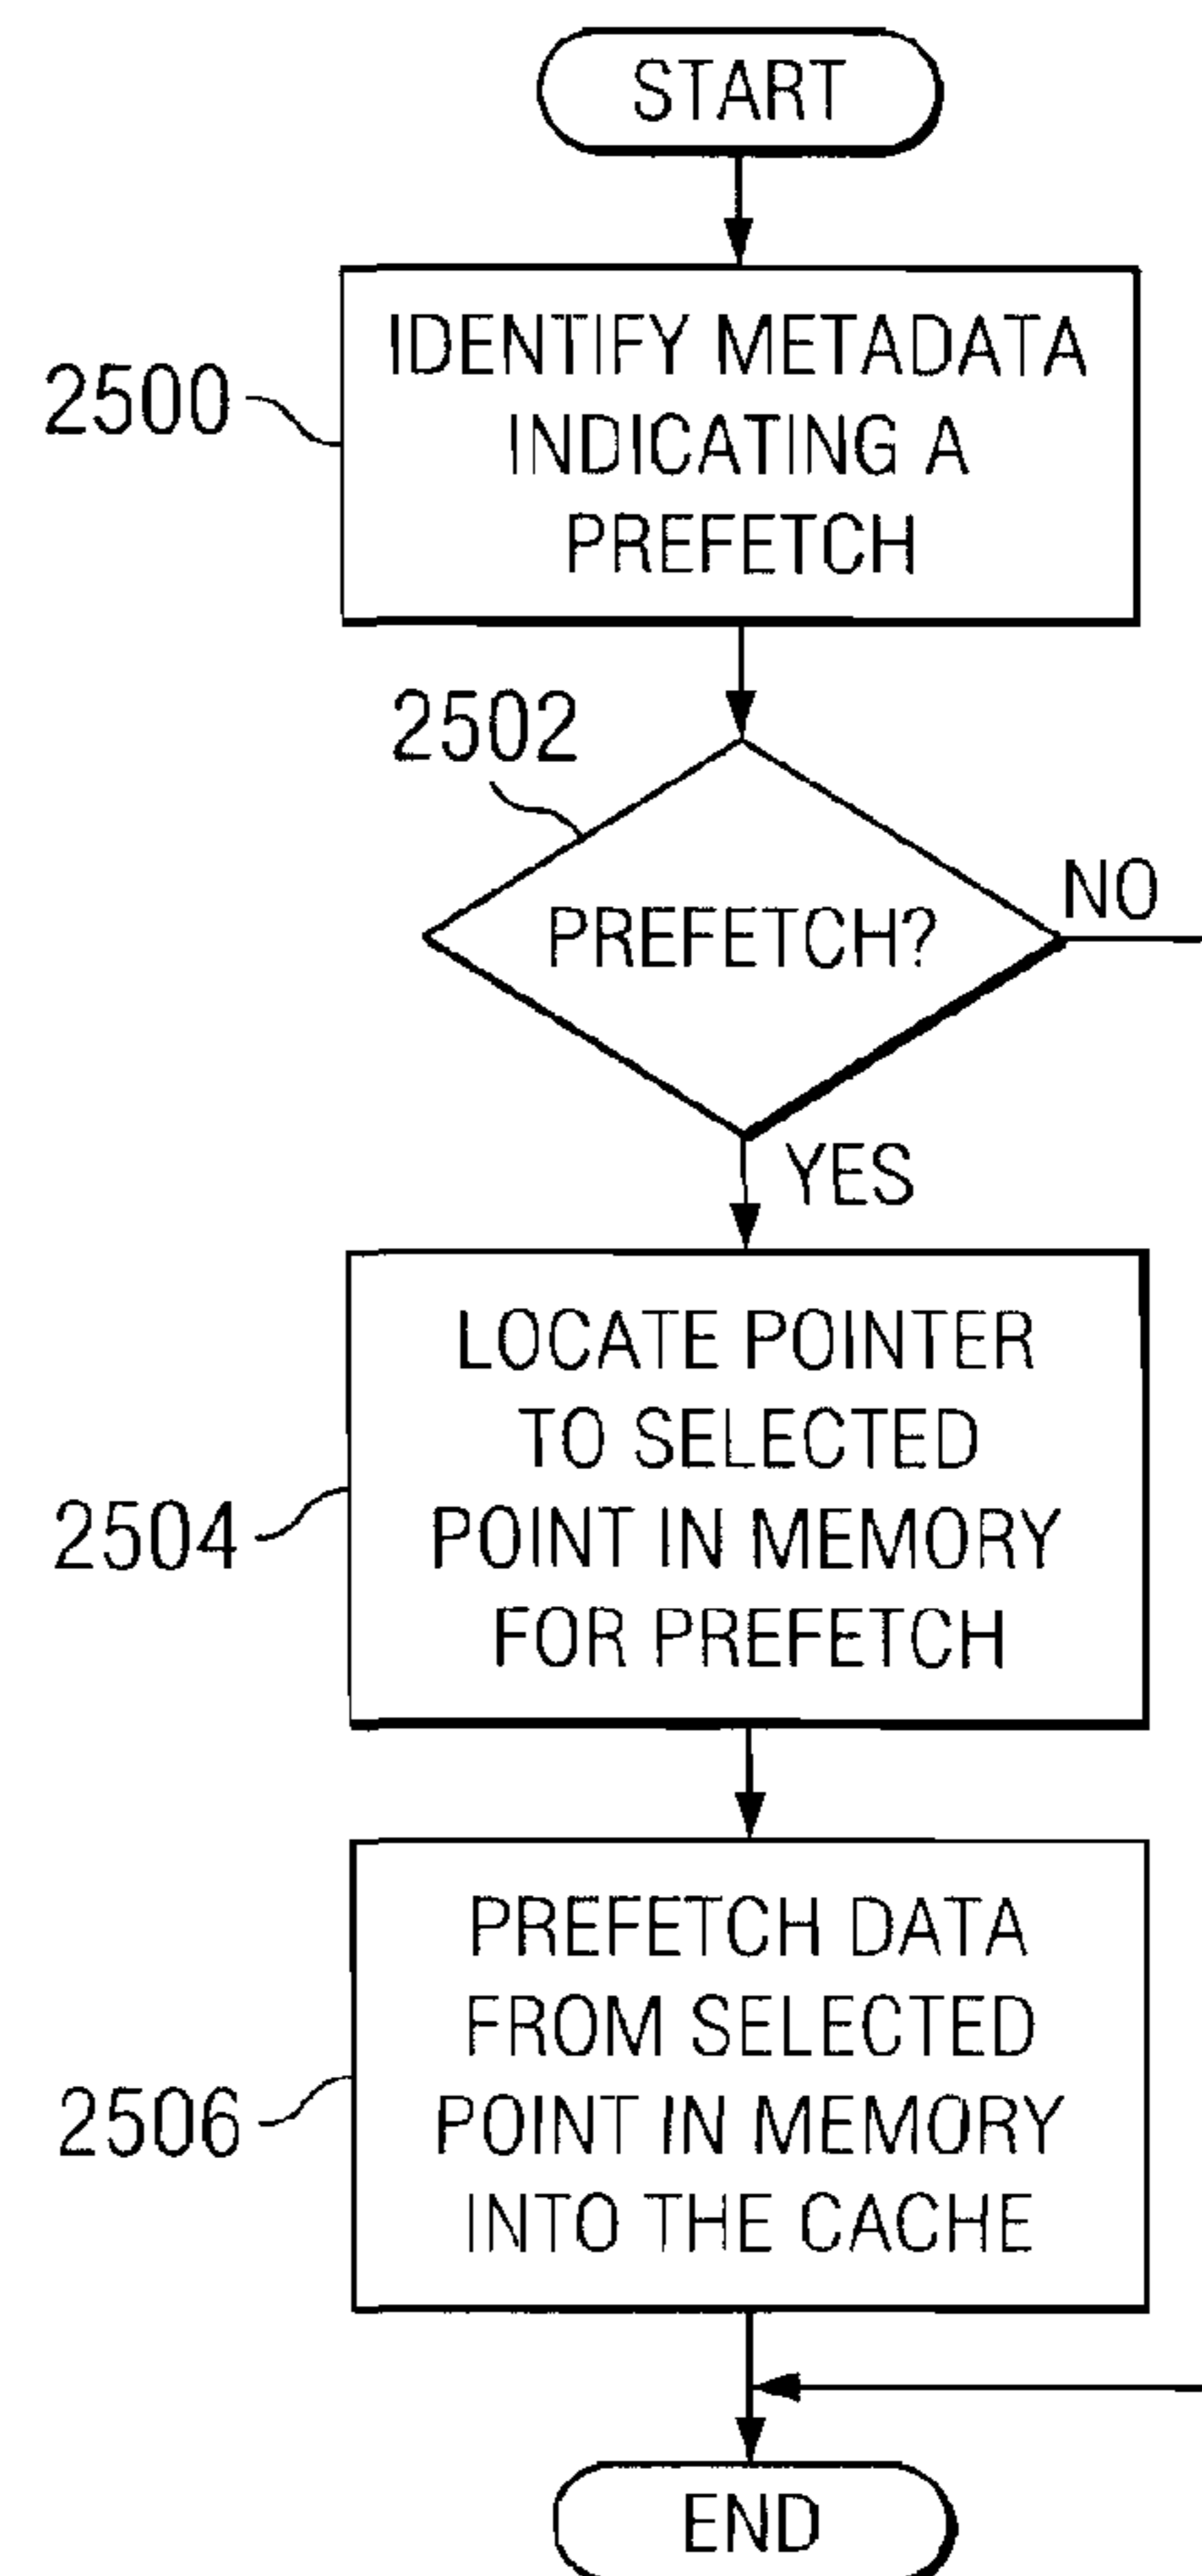 START
2500
IDENTIFY METADATA
INDICATING A
PREFETCH
2502
PREFETCH?
NO
YES
2504
LOCATE POINTER
TO SELECTED
POINT IN MEMORY
FOR PREFETCH
2506
PREFETCH DATA
FROM SELECTED
POINT IN MEMORY
INTO THE CACHE
END